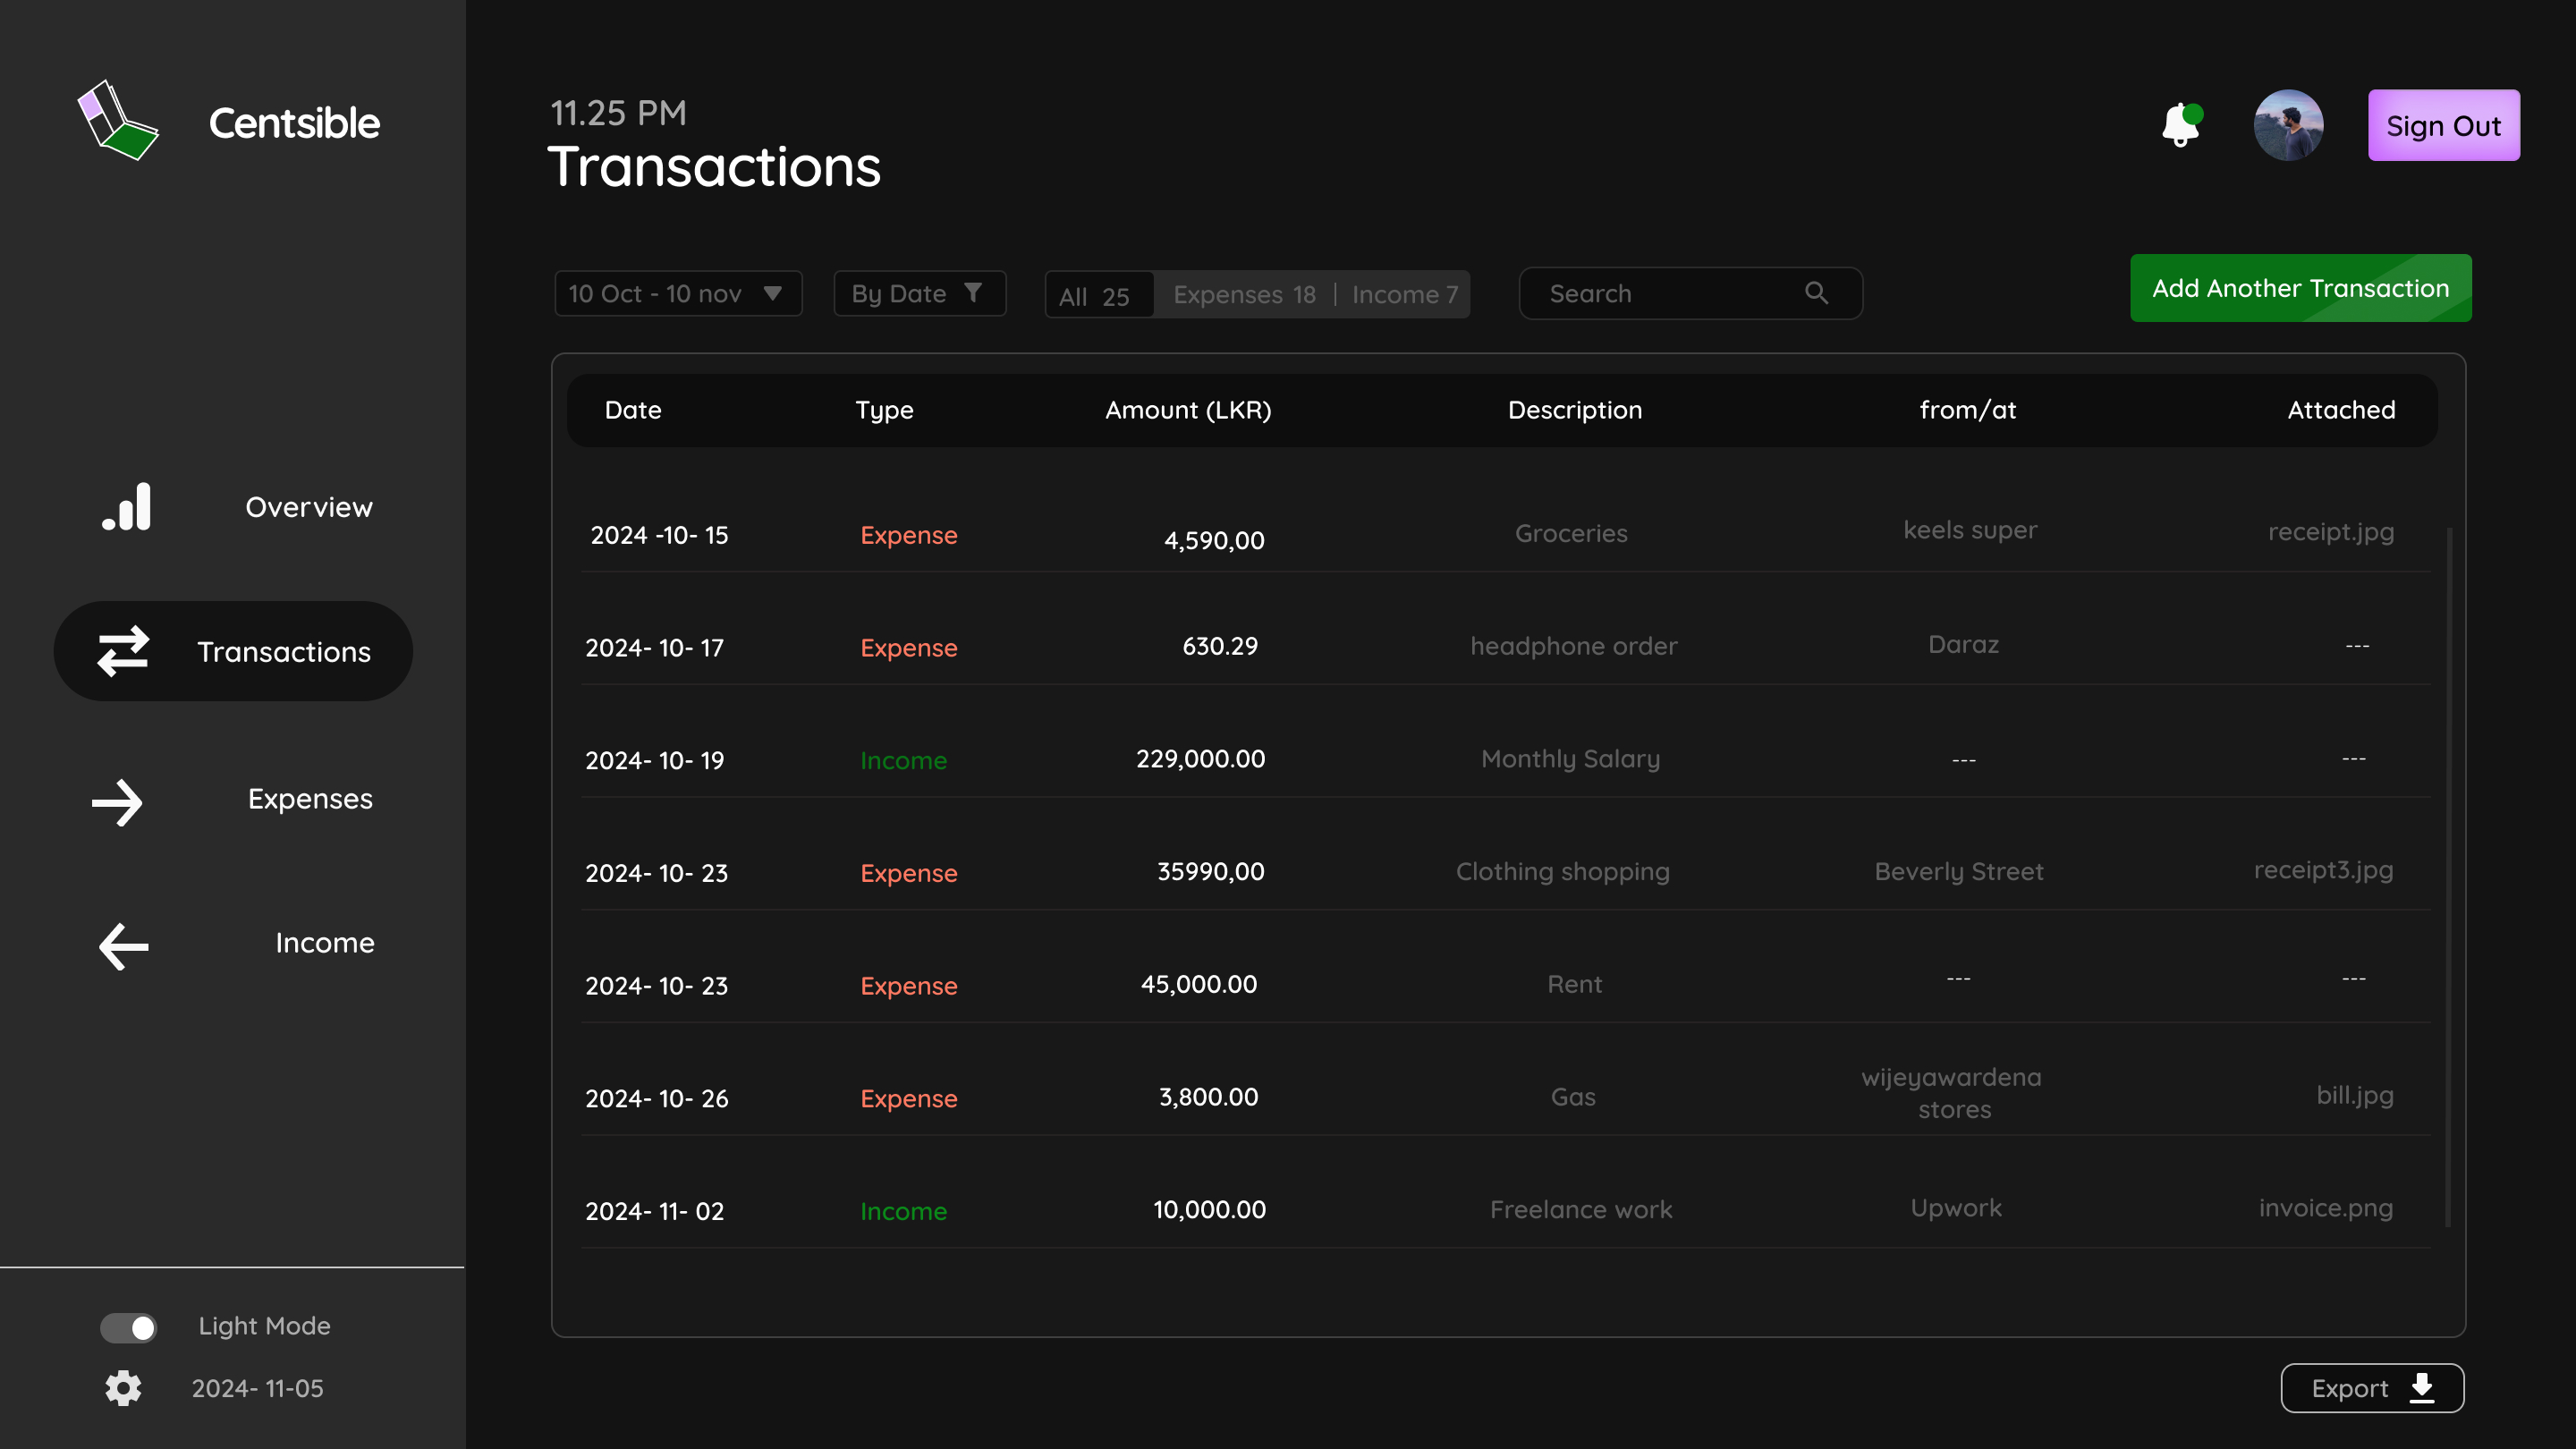 Centsible
11.25 PM
Transactions
Sign Out
10 Oct - 10 nov
By Date
All 25
Expenses 18 | Income 7
Search
Add Another Transaction
Date Type Amount (LKR) Description from/at Attached
2024 -10- 15 Expense 4,590,00 Groceries keels super receipt.jpg
2024- 10- 17 Expense 630.29 headphone order Daraz ---
2024- 10- 19 Income 229,000.00 Monthly Salary --- ---
2024- 10- 23 Expense 35990,00 Clothing shopping Beverly Street receipt3.jpg
2024- 10- 23 Expense 45,000.00 Rent --- ---
2024- 10- 26 Expense 3,800.00 Gas wijeyawardena stores bill.jpg
2024- 11- 02 Income 10,000.00 Freelance work Upwork invoice.png
Overview
Transactions
Expenses
Income
Light Mode
2024- 11-05
Export